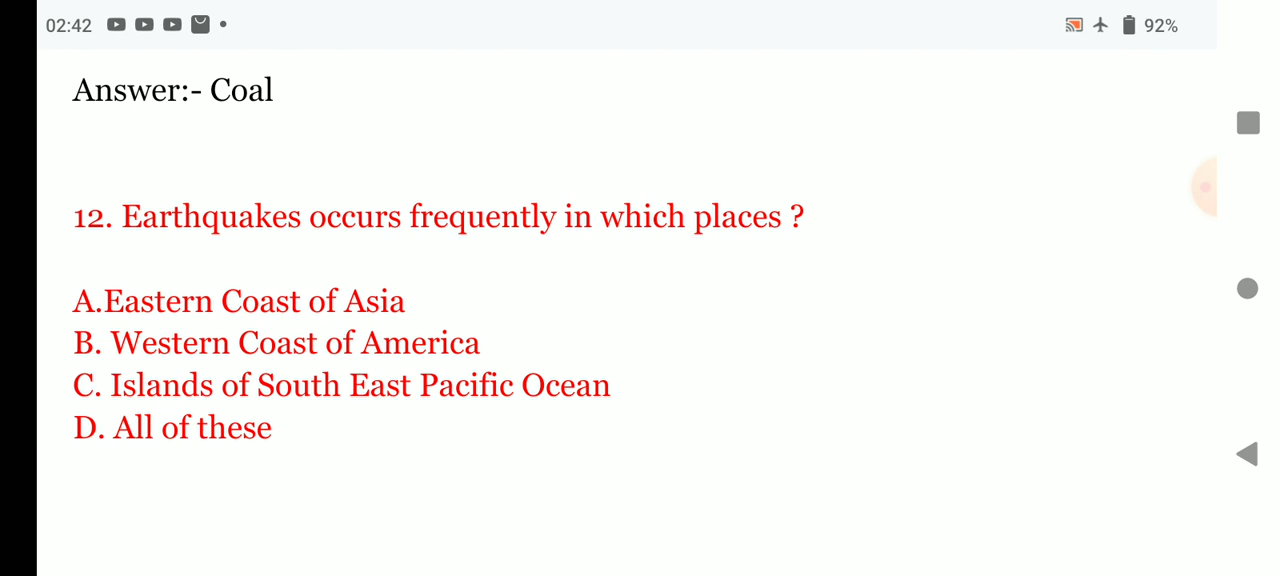 02:42
92%
Answer:- Coal
12. Earthquakes occurs frequently in which places ?
A.Eastern Coast of Asia
B. Western Coast of America
C. Islands of South East Pacific Ocean
D. All of these